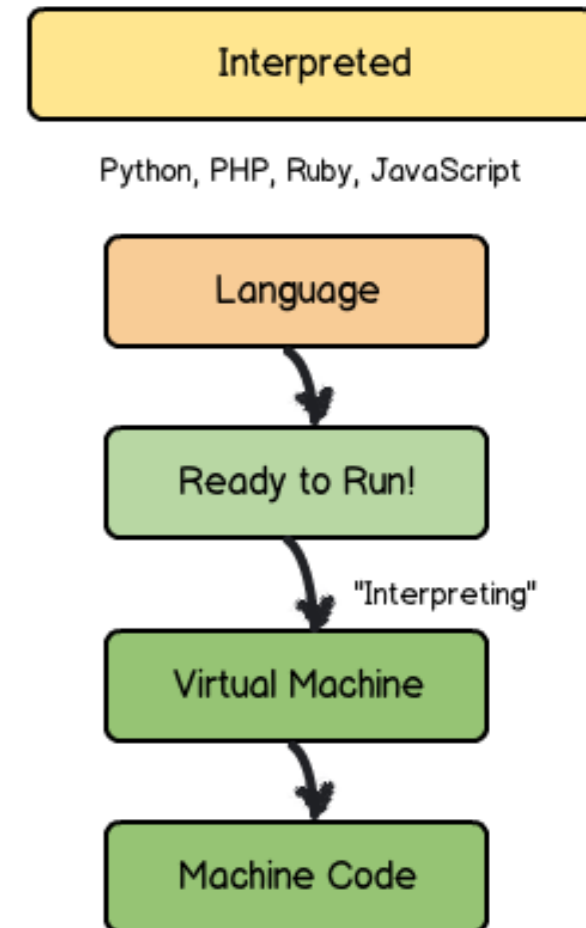 Interpreted
Python, PHP, Ruby, JavaScript
Language
Ready to Run!
"Interpreting"
Virtual Machine
Machine Code